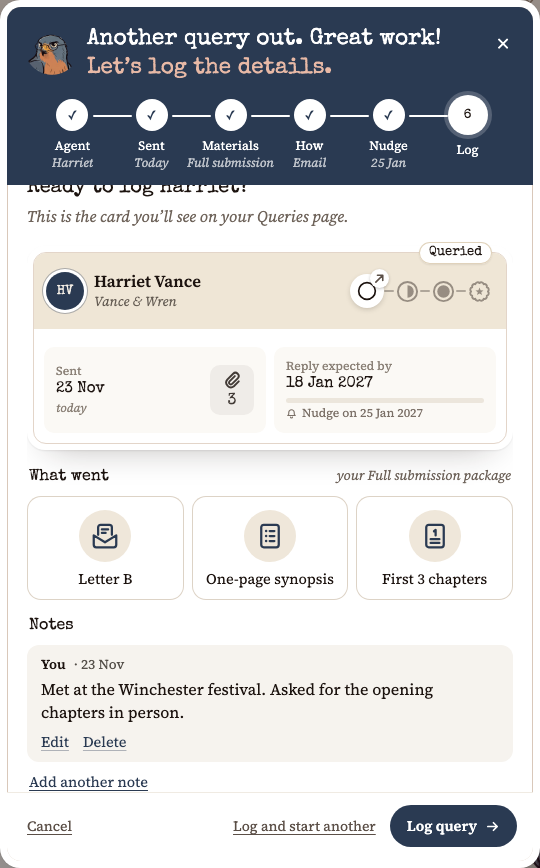 Another query out. Great work!
Let's log the details.
6
Agent
Harriet
Sent
Today
Materials
Full submission
How
Email
Nudge
25 Jan
Log
Ready to log Harriet!
This is the card you'll see on your Queries page.
Queried
HV
Harriet Vance
Vance & Wren
Sent
23 Nov
today
3
Reply expected by
18 Jan 2027
Nudge on 25 Jan 2027
What went
your Full submission package
1
Letter B
One-page synopsis
First 3 chapters
Notes
You · 23 Nov
Met at the Winchester festival. Asked for the opening
chapters in person.
Edit Delete
Add another note
Cancel
Log and start another
Log query →